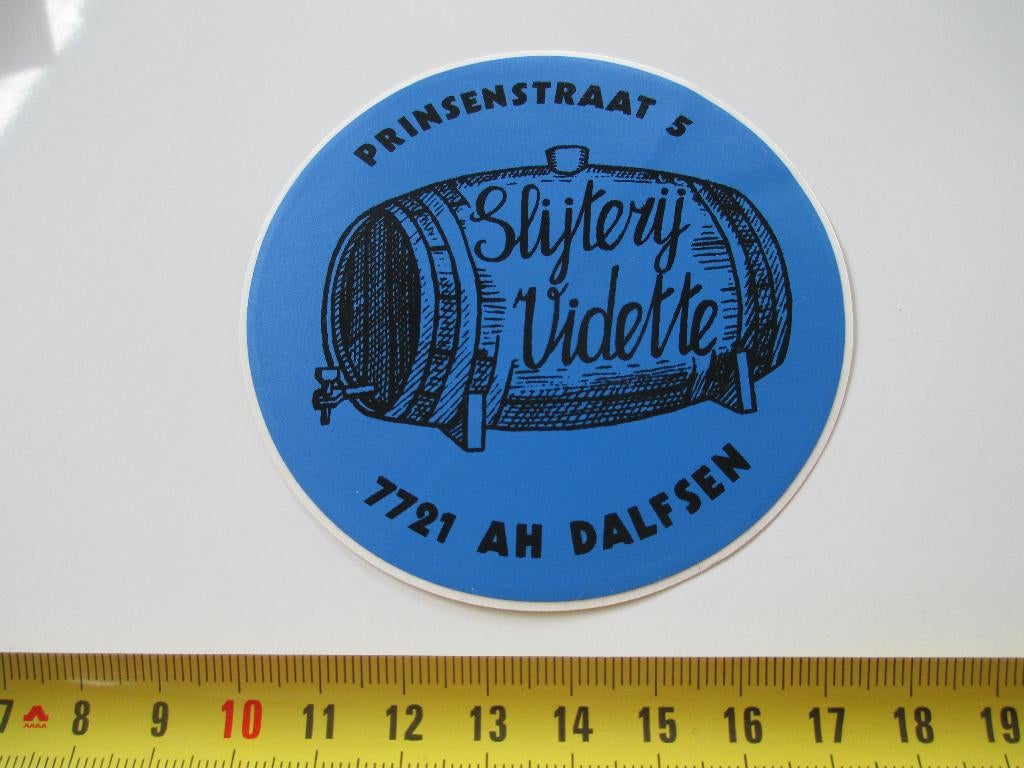 PRINSENSTRAAT 5
Slijterij
Vidette
7721 AH DALFSEN
7 8 9 10 11 12 13 14 15 16 17 18 19